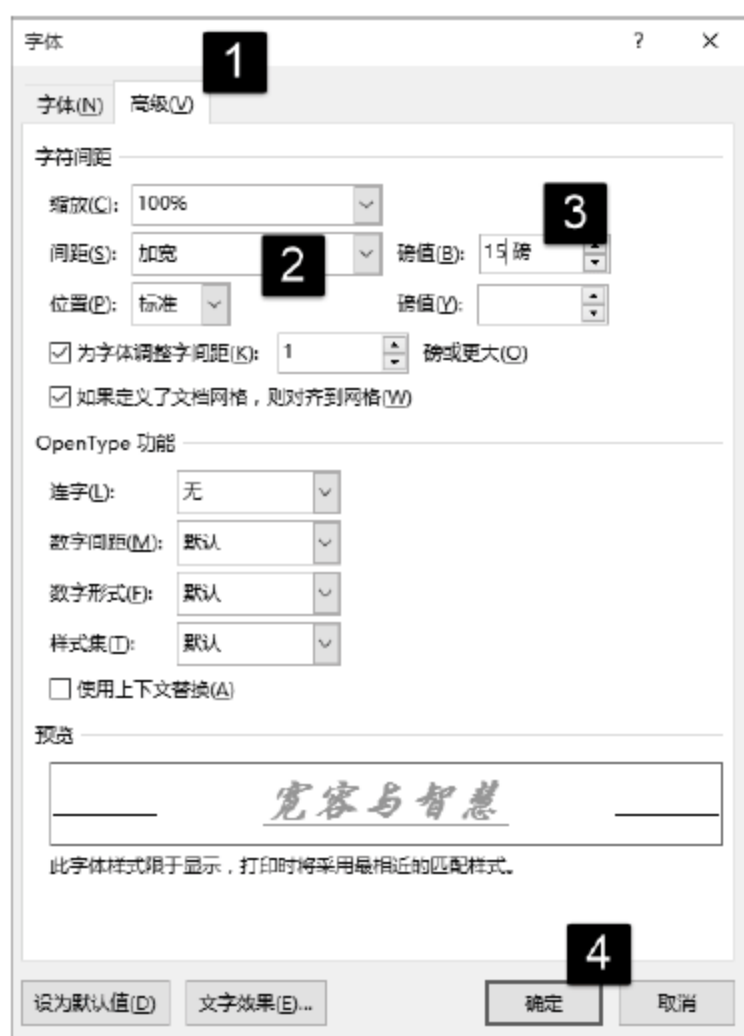 字体 ? ×
1
字体(N) 高级(V)
字符间距
缩放(C): 100%
3
间距(S): 加宽 2 磅值(B): 15 磅
位置(P): 标准 磅值(Y):
为字体调整字间距(K): 1 磅或更大(O)
如果定义了文档网格，则对齐到网格(W)
OpenType 功能
连字(L): 无
数字间距(M): 默认
数字形式(F): 默认
样式集(T): 默认
使用上下文替换(A)
预览
宽容与智慧
此字体样式限于显示，打印时将采用最相近的匹配样式。
4
设为默认值(D) 文字效果(E)... 确定 取消